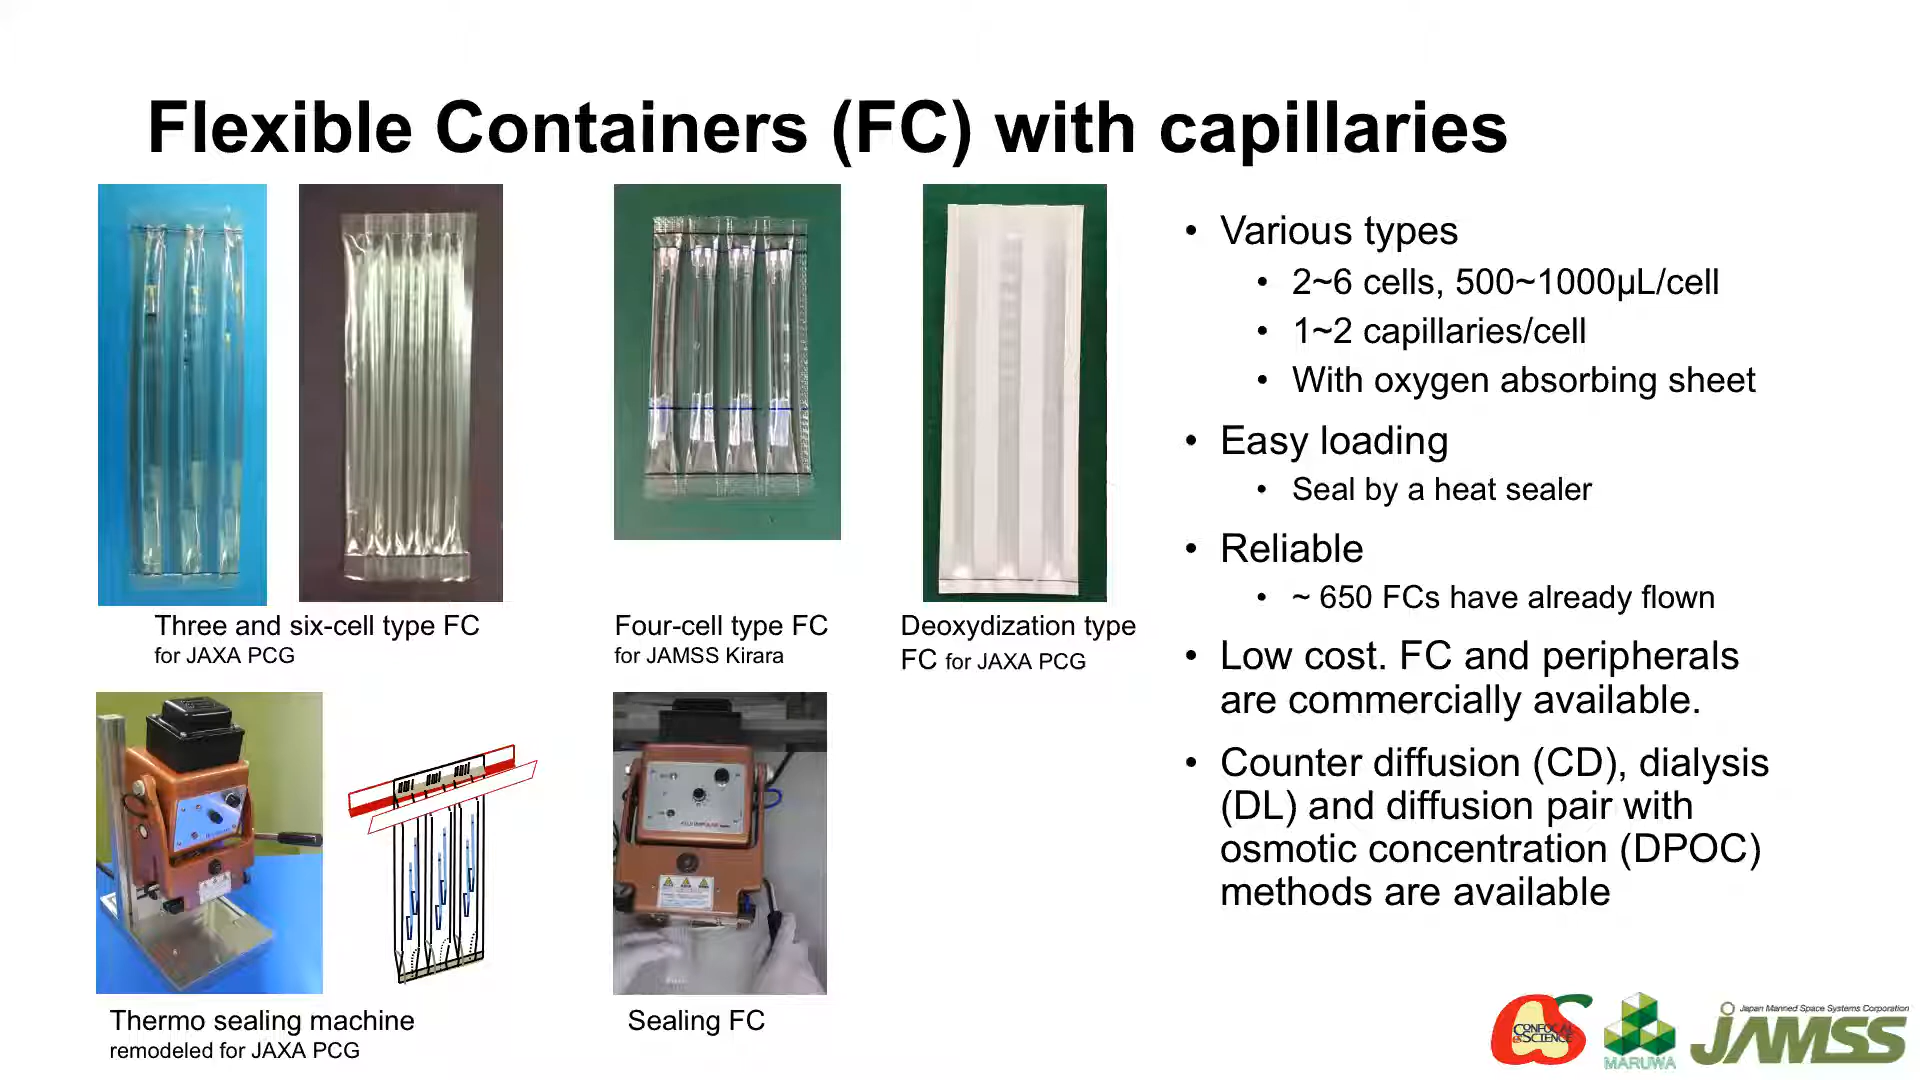 Flexible Containers (FC) with capillaries
Three and six-cell type FC
for JAXA PCG
Four-cell type FC
for JAMSS Kirara
Deoxydization type
FC for JAXA PCG
Thermo sealing machine
remodeled for JAXA PCG
Sealing FC
• Various types
• 2~6 cells, 500~1000µL/cell
• 1~2 capillaries/cell
• With oxygen absorbing sheet
• Easy loading
• Seal by a heat sealer
• Reliable
• ~ 650 FCs have already flown
• Low cost. FC and peripherals
are commercially available.
• Counter diffusion (CD), dialysis
(DL) and diffusion pair with
osmotic concentration (DPOC)
methods are available
CONFOCAL
SCIENCE
MARUWA
Japan Manned Space Systems Corporation
JAMSS